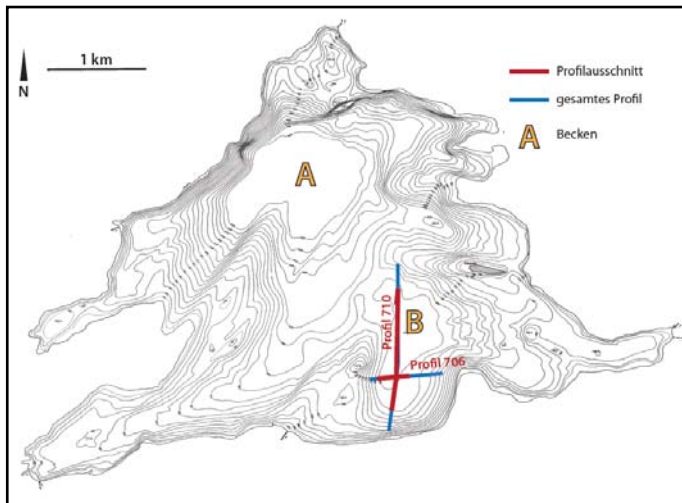 1 km
N
Profilausschnitt
gesamtes Profil
A Becken
A
B
Profil 710
Profil 706